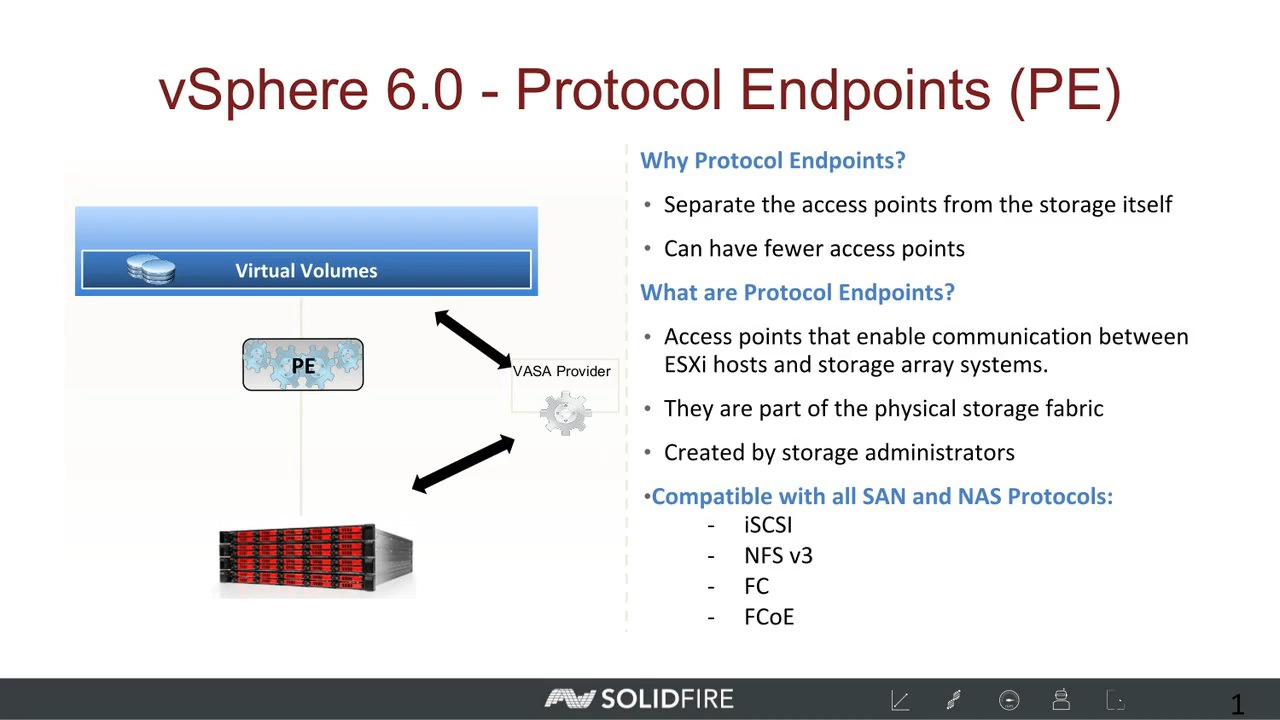 vSphere 6.0 - Protocol Endpoints (PE)
Virtual Volumes
PE
VASA Provider
Why Protocol Endpoints?
• Separate the access points from the storage itself
• Can have fewer access points
What are Protocol Endpoints?
• Access points that enable communication between
ESXi hosts and storage array systems.
• They are part of the physical storage fabric
• Created by storage administrators
•Compatible with all SAN and NAS Protocols:
- iSCSI
- NFS v3
- FC
- FCoE
SOLIDFIRE
1